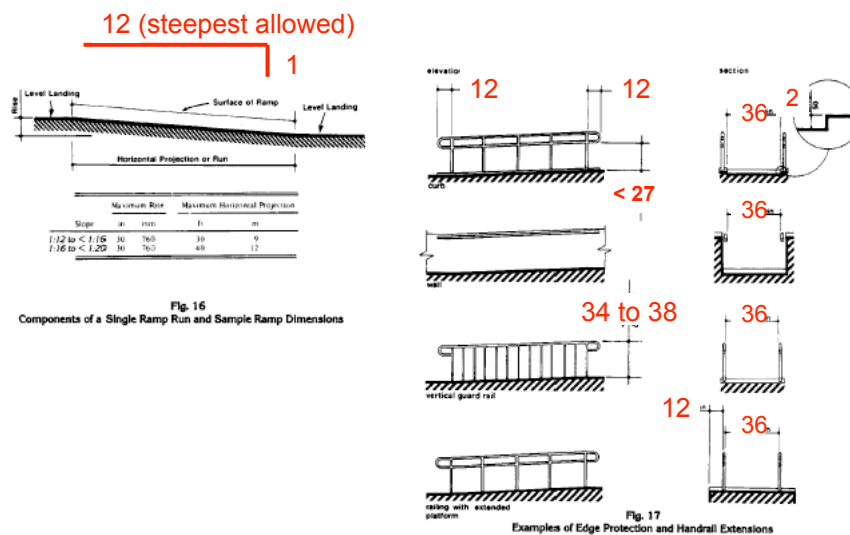 12 (steepest allowed)
1
Level Landing
Surface of Ramp
Level Landing
Rise
Horizontal Projection or Run
Maximum Rise Maximum Horizontal Projection
Slope in mm ft m
1:12 to < 1:16 30 760 30 9
1:16 to < 1:20 30 760 40 12
Fig. 16
Components of a Single Ramp Run and Sample Ramp Dimensions
elevation
section
12
12
36
2
50
curb
< 27
36
wall
34 to 38
36
vertical guard rail
12
36
railing with extended
platform
Fig. 17
Examples of Edge Protection and Handrail Extensions